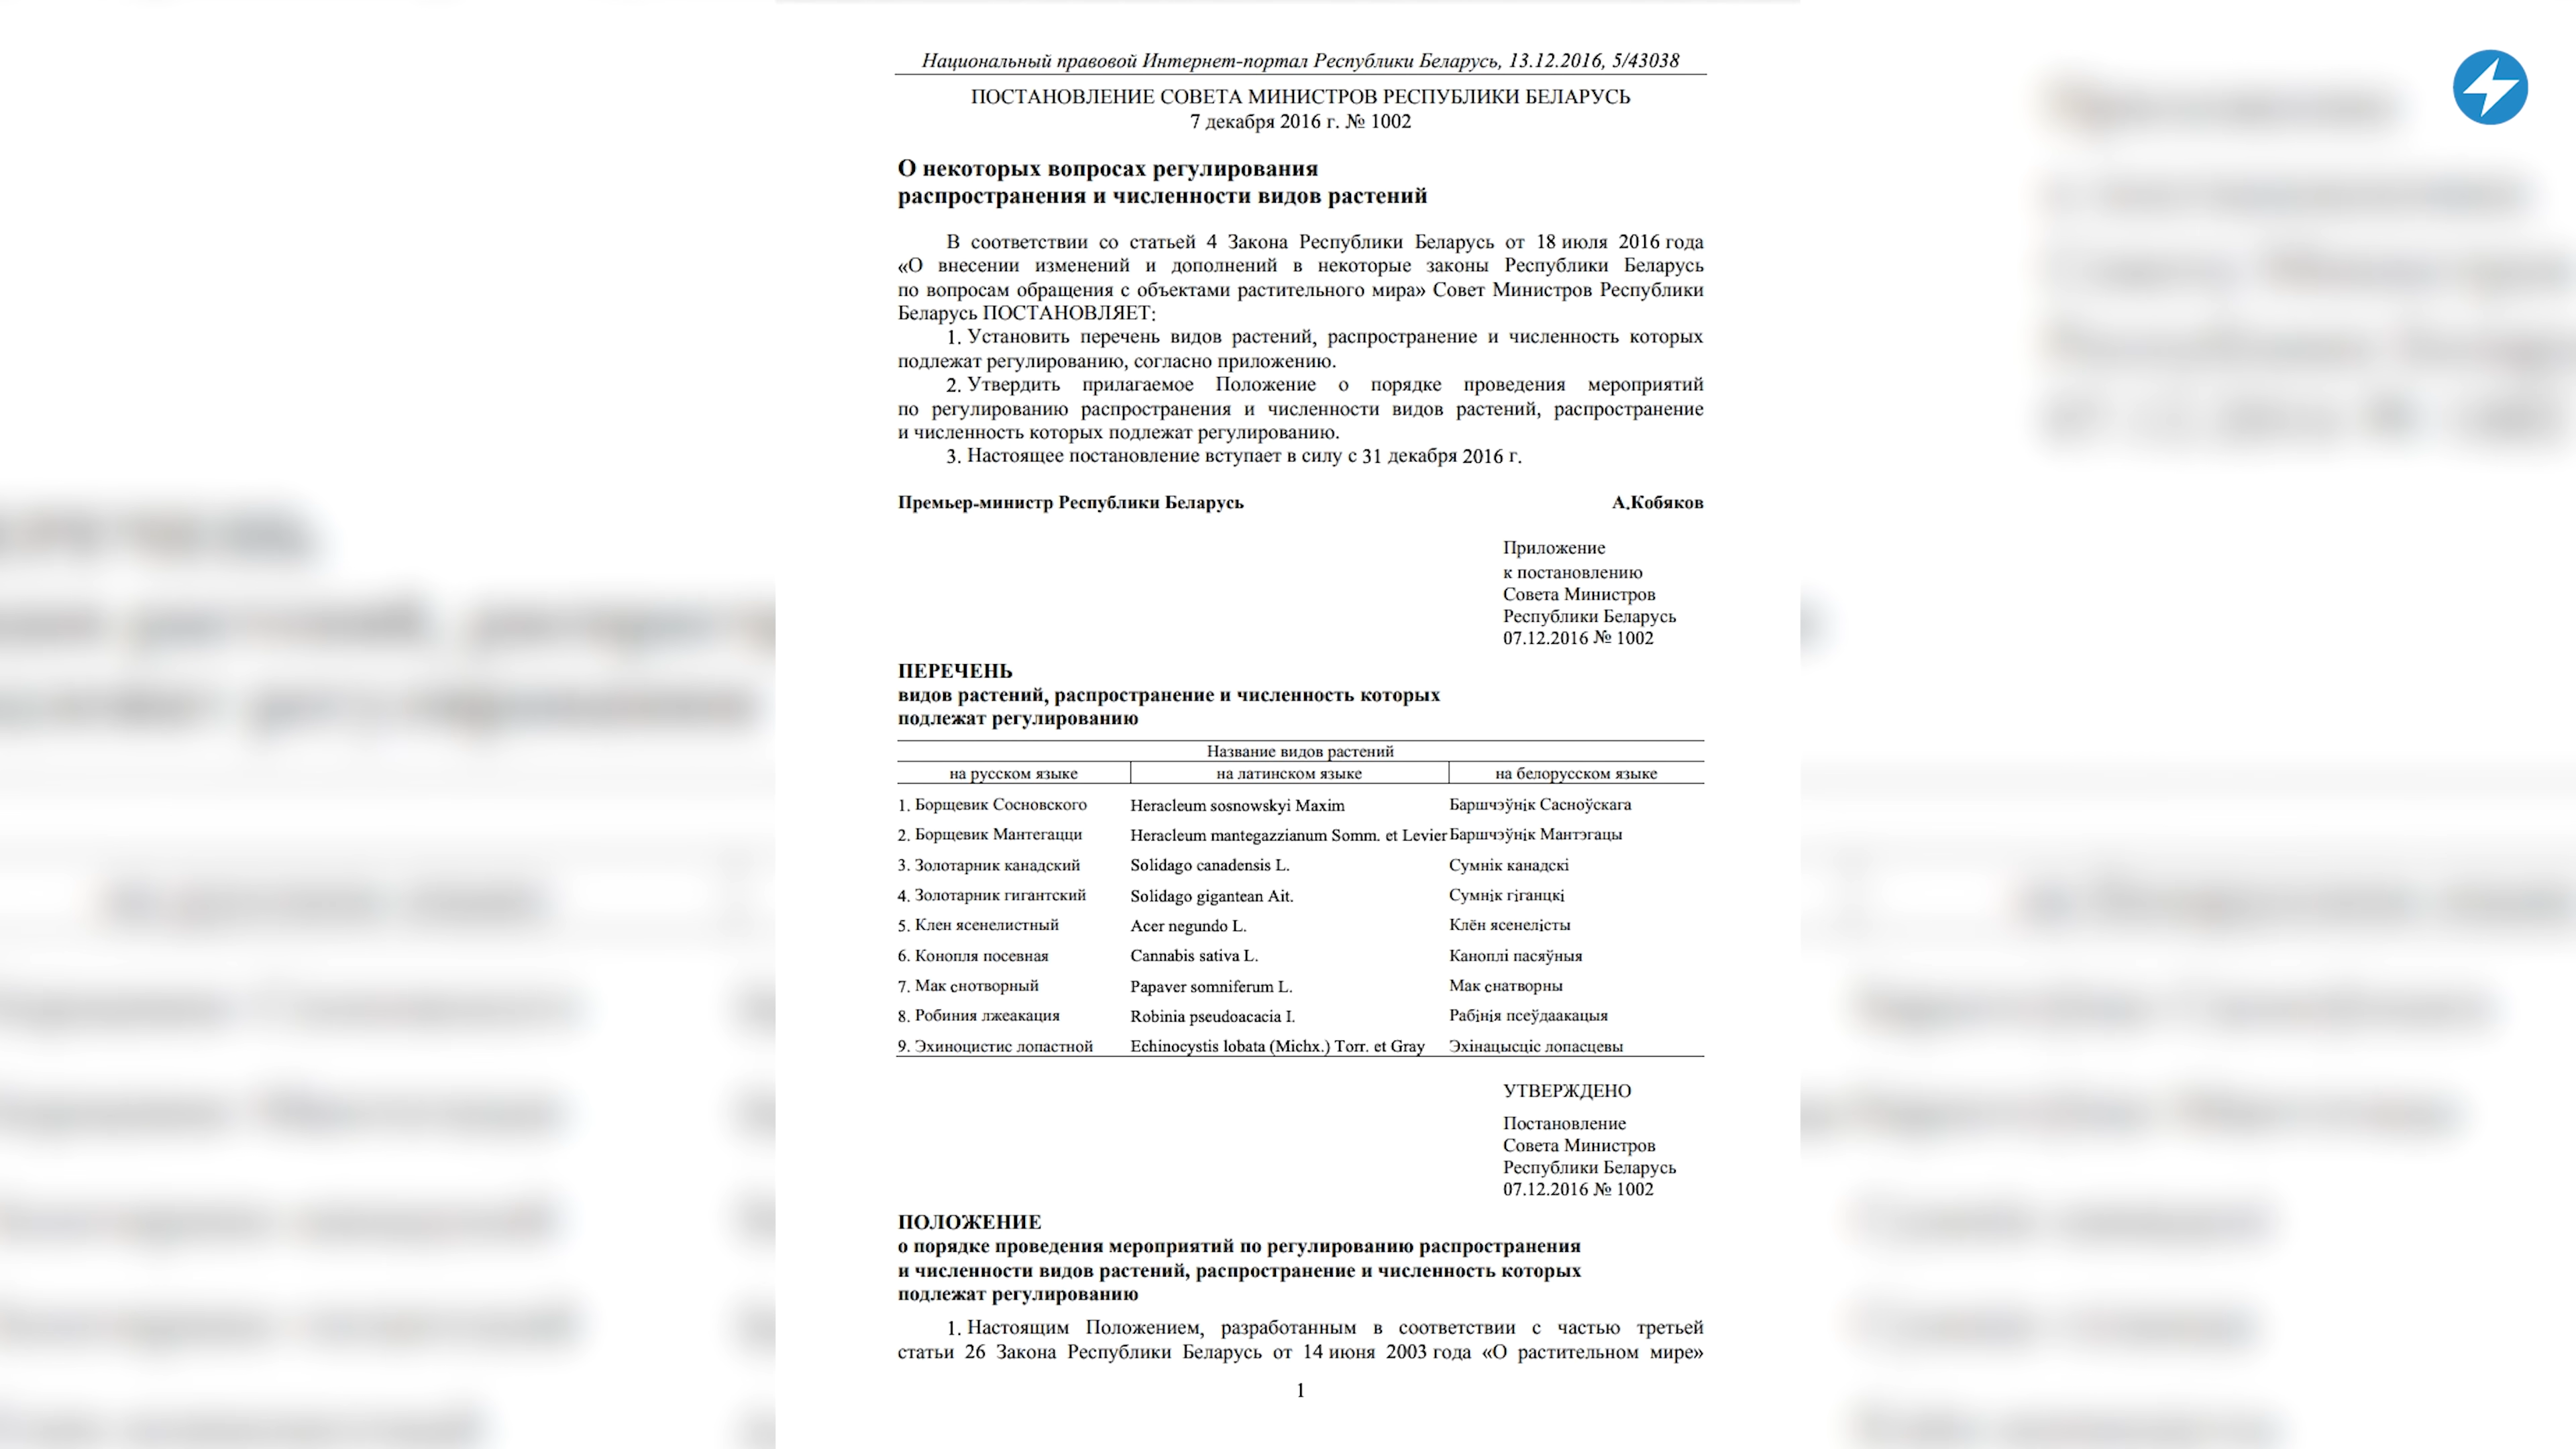 Национальный правовой Интернет-портал Республики Беларусь, 13.12.2016, 5/43038
ПОСТАНОВЛЕНИЕ СОВЕТА МИНИСТРОВ РЕСПУБЛИКИ БЕЛАРУСЬ
7 декабря 2016 г. № 1002
О некоторых вопросах регулирования
распространения и численности видов растений
В соответствии со статьей 4 Закона Республики Беларусь от 18 июля 2016 года
«О внесении изменений и дополнений в некоторые законы Республики Беларусь
по вопросам обращения с объектами растительного мира» Совет Министров Республики
Беларусь ПОСТАНОВЛЯЕТ:
1. Установить перечень видов растений, распространение и численность которых
подлежат регулированию, согласно приложению.
2. Утвердить прилагаемое Положение о порядке проведения мероприятий
по регулированию распространения и численности видов растений, распространение
и численность которых подлежат регулированию.
3. Настоящее постановление вступает в силу с 31 декабря 2016 г.
Премьер-министр Республики Беларусь А.Кобяков
Приложение
к постановлению
Совета Министров
Республики Беларусь
07.12.2016 № 1002
ПЕРЕЧЕНЬ
видов растений, распространение и численность которых
подлежат регулированию
Название видов растений
на русском языке на латинском языке на белорусском языке
1. Борщевик Сосновского Heracleum sosnowskyi Maxim Баршчэўнік Сасноўскага
2. Борщевик Мантегацци Heracleum mantegazzianum Somm. et Levier Баршчэўнік Мантэгацы
3. Золотарник канадский Solidago canadensis L. Сумнік канадскі
4. Золотарник гигантский Solidago gigantean Ait. Сумнік гіганцкі
5. Клен ясенелистный Acer negundo L. Клён ясенелісты
6. Конопля посевная Cannabis sativa L. Каноплі пасяўныя
7. Мак снотворный Papaver somniferum L. Мак снатворны
8. Робиния лжеакация Robinia pseudoacacia I. Рабінія псеўдаакацыя
9. Эхиноцистис лопастной Echinocystis lobata (Michx.) Torr. et Gray Эхінацысціс лопасцевы
УТВЕРЖДЕНО
Постановление
Совета Министров
Республики Беларусь
07.12.2016 № 1002
ПОЛОЖЕНИЕ
о порядке проведения мероприятий по регулированию распространения
и численности видов растений, распространение и численность которых
подлежат регулированию
1. Настоящим Положением, разработанным в соответствии с частью третьей
статьи 26 Закона Республики Беларусь от 14 июня 2003 года «О растительном мире»
1